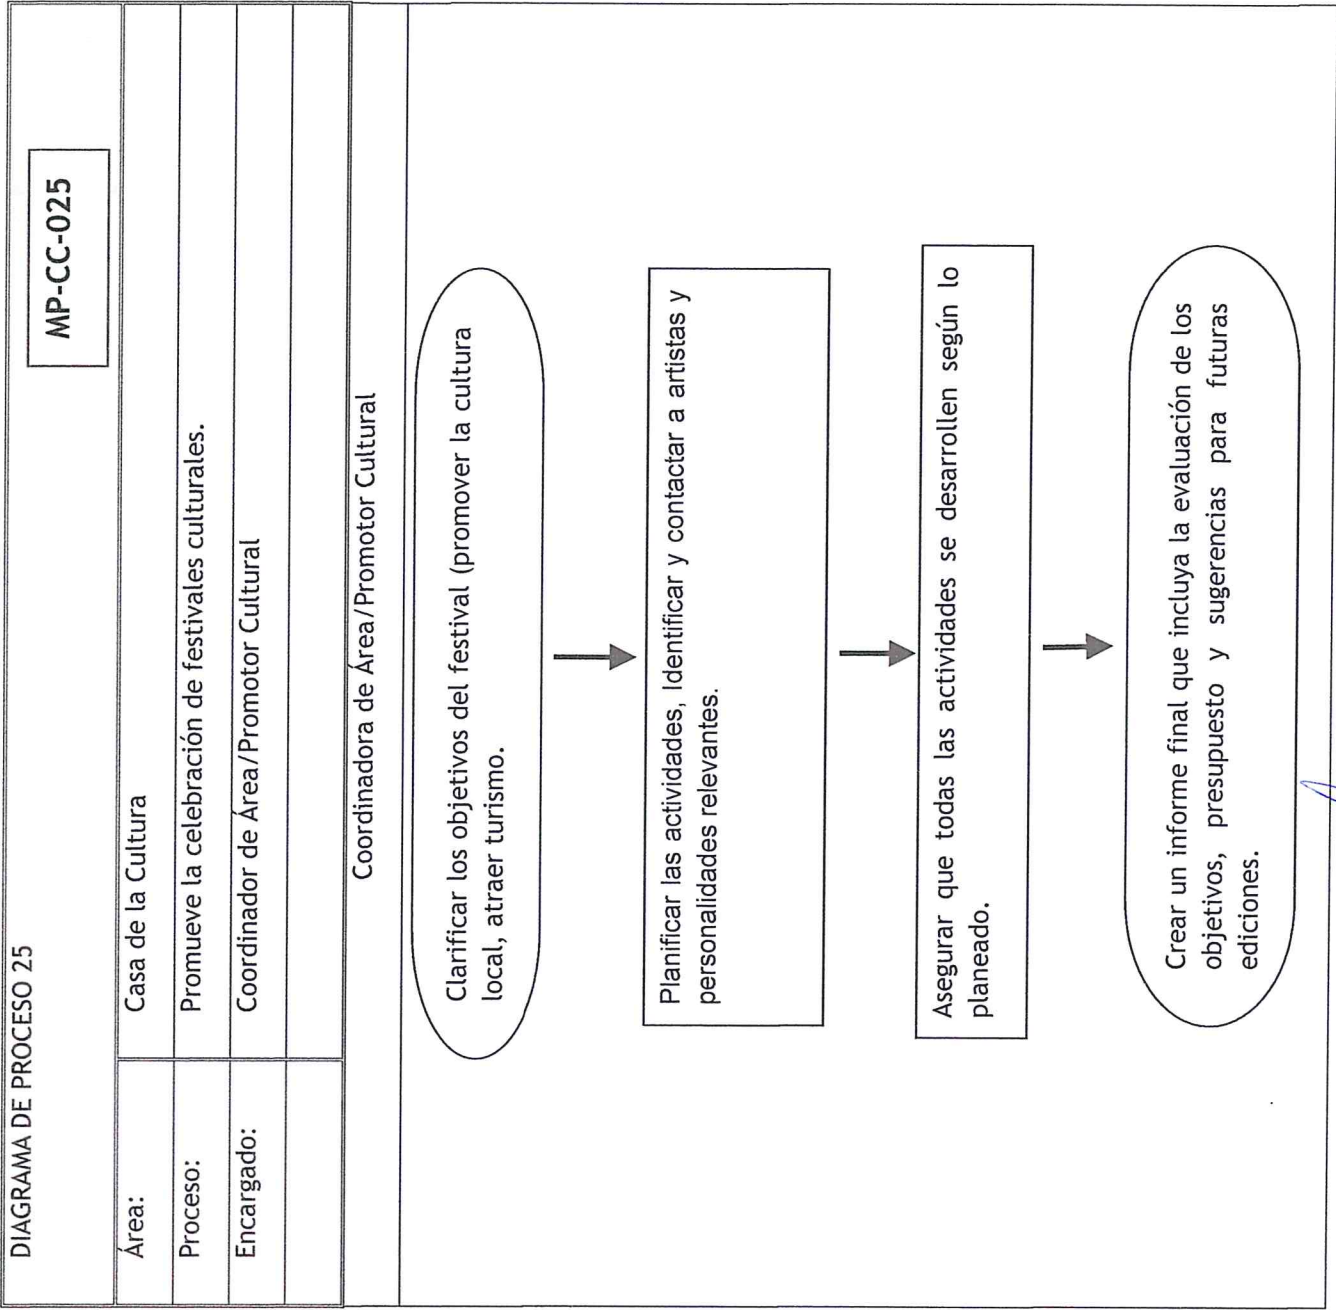 DIAGRAMA DE PROCESO 25
MP-CC-025
Área: Casa de la Cultura
Proceso: Promueve la celebración de festivales culturales.
Encargado: Coordinador de Área/Promotor Cultural
Coordinadora de Área/Promotor Cultural
Clarificar los objetivos del festival (promover la cultura
local, atraer turismo.
Planificar las actividades, Identificar y contactar a artistas y
personalidades relevantes.
Asegurar que todas las actividades se desarrollen según lo
planeado.
Crear un informe final que incluya la evaluación de los
objetivos, presupuesto y sugerencias para futuras
ediciones.